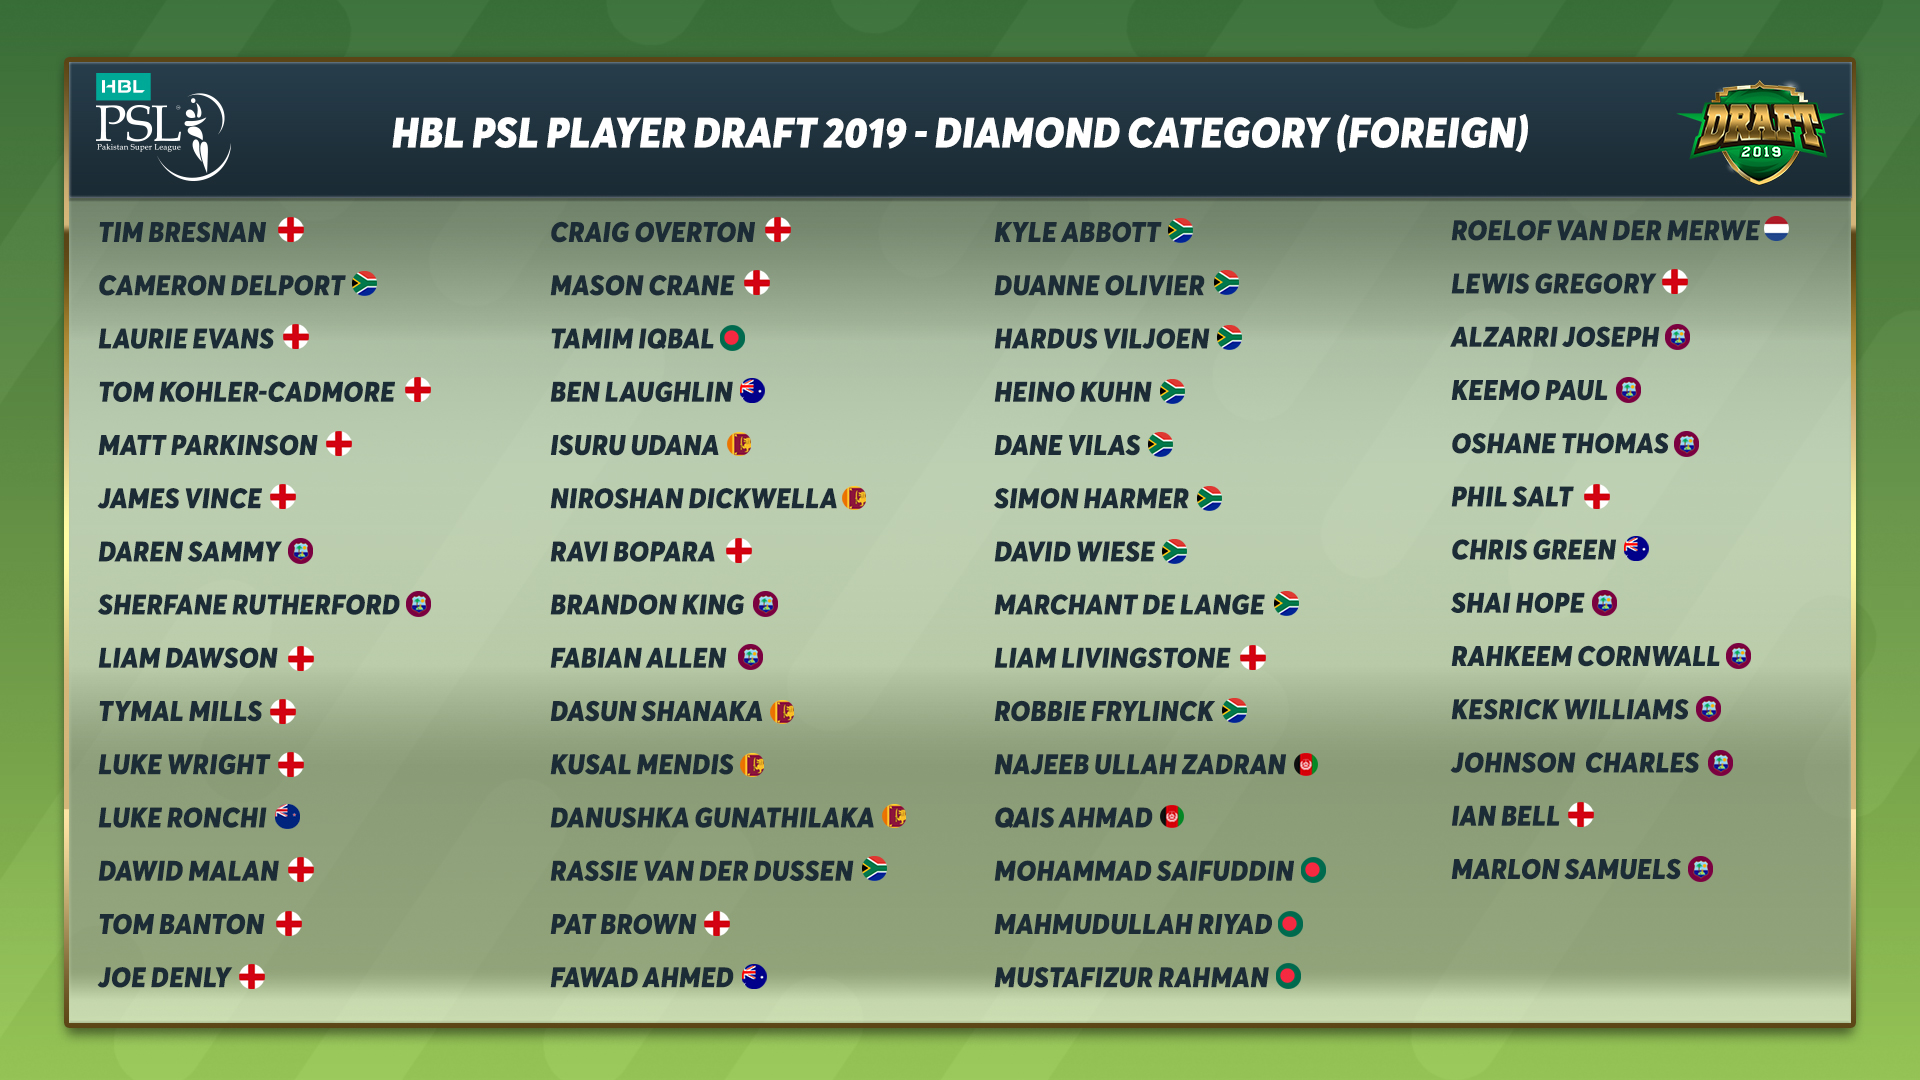 HBL
PSL
Pakistan Super League
HBL PSL PLAYER DRAFT 2019 - DIAMOND CATEGORY (FOREIGN)
DRAFT
2019
TIM BRESNAN
CAMERON DELPORT
LAURIE EVANS
TOM KOHLER-CADMORE
MATT PARKINSON
JAMES VINCE
DAREN SAMMY
SHERFANE RUTHERFORD
LIAM DAWSON
TYMAL MILLS
LUKE WRIGHT
LUKE RONCHI
DAWID MALAN
TOM BANTON
JOE DENLY
CRAIG OVERTON
MASON CRANE
TAMIM IQBAL
BEN LAUGHLIN
ISURU UDANA
NIROSHAN DICKWELLA
RAVI BOPARA
BRANDON KING
FABIAN ALLEN
DASUN SHANAKA
KUSAL MENDIS
DANUSHKA GUNATHILAKA
RASSIE VAN DER DUSSEN
PAT BROWN
FAWAD AHMED
KYLE ABBOTT
DUANNE OLIVIER
HARDUS VILJOEN
HEINO KUHN
DANE VILAS
SIMON HARMER
DAVID WIESE
MARCHANT DE LANGE
LIAM LIVINGSTONE
ROBBIE FRYLINCK
NAJEEB ULLAH ZADRAN
QAIS AHMAD
MOHAMMAD SAIFUDDIN
MAHMUDULLAH RIYAD
MUSTAFIZUR RAHMAN
ROELOF VAN DER MERWE
LEWIS GREGORY
ALZARRI JOSEPH
KEEMO PAUL
OSHANE THOMAS
PHIL SALT
CHRIS GREEN
SHAI HOPE
RAHKEEM CORNWALL
KESRICK WILLIAMS
JOHNSON CHARLES
IAN BELL
MARLON SAMUELS